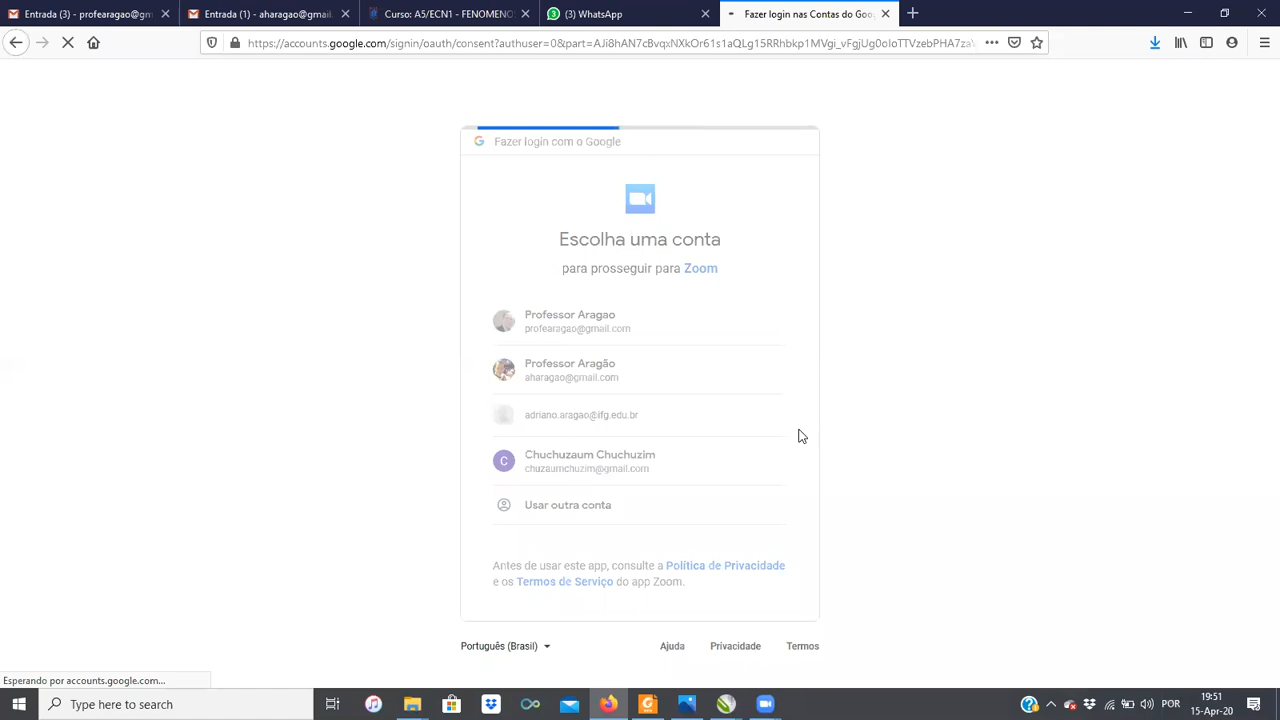 Entrada (1) - profearagao@gm
Entrada (1) - aharagao@gmail.
Curso: A5/ECN1 - FENOMENO
3
(3) WhatsApp
Fazer login nas Contas do Goo
https://accounts.google.com/signin/oauth/consent?authuser=0&part=AJi8hAN7cBvqxNXkOr61s1aQLg15RRhbkp1MVgi_vFgjUg0oIoTTVzebPHA7za
G Fazer login com o Google
Escolha uma conta
para prosseguir para Zoom
Professor Aragao
profearagao@gmail.com
Professor Aragão
aharagao@gmail.com
adriano.aragao@ifg.edu.br
C
Chuchuzaum Chuchuzim
chuzaumchuzim@gmail.com
Usar outra conta
Antes de usar este app, consulte a Política de Privacidade
e os Termos de Serviço do app Zoom.
Português (Brasil)
Ajuda
Privacidade
Termos
Esperando por accounts.google.com...
Type here to search
POR
19:51
15-Apr-20